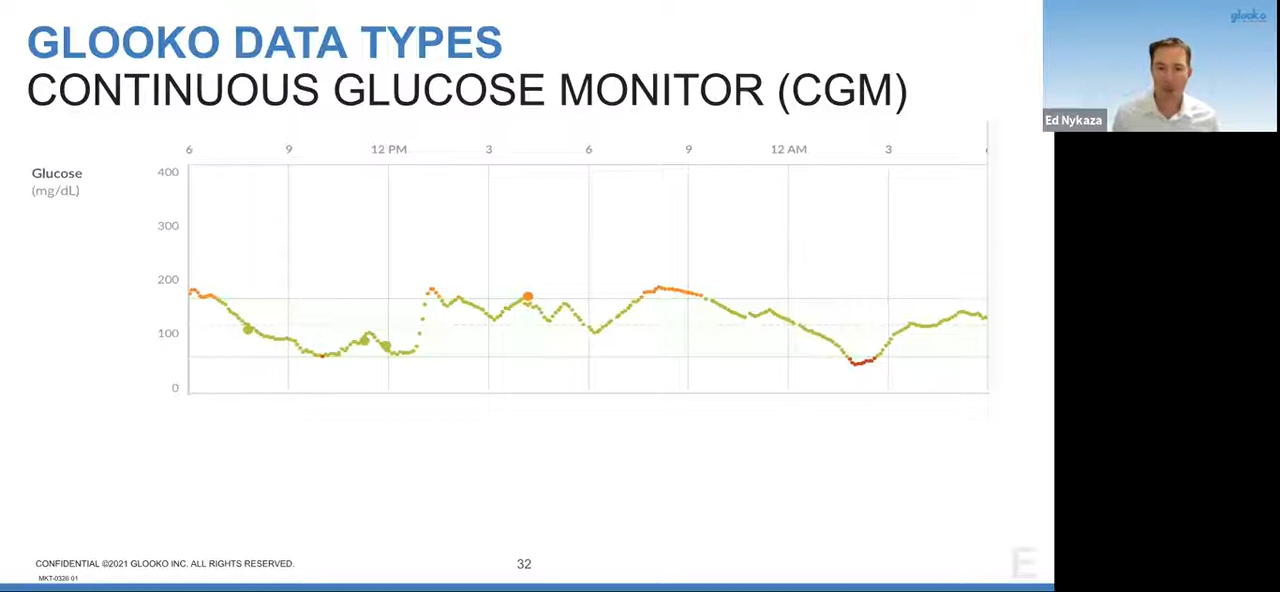 GLOOKO DATA TYPES
CONTINUOUS GLUCOSE MONITOR (CGM)
glooko
Ed Nykaza
6 9 12 PM 3 6 9 12 AM 3
Glucose
(mg/dL)
400
300
200
100
0
CONFIDENTIAL ©2021 GLOOKO INC. ALL RIGHTS RESERVED.
32
E
MKT-0326 01